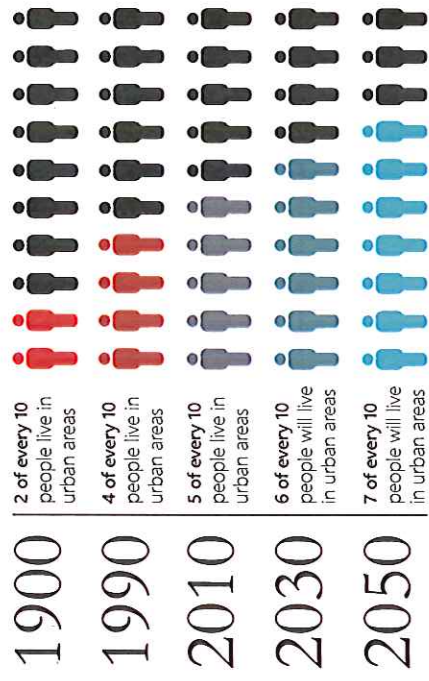 1900
2 of every 10
people live in
urban areas
1990
4 of every 10
people live in
urban areas
2010
5 of every 10
people live in
urban areas
2030
6 of every 10
people will live
in urban areas
2050
7 of every 10
people will live
in urban areas